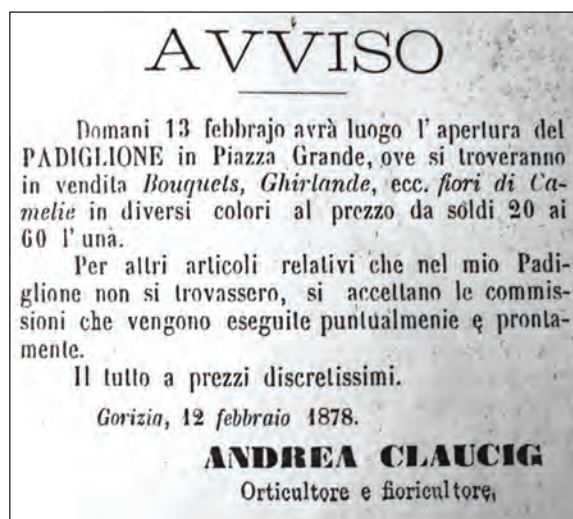 AVVISO
Domani 13 febbrajo avrà luogo l'apertura del
PADIGLIONE in Piazza Grande, ove si troveranno
in vendita Bouquets, Ghirlande, ecc. fiori di Ca-
melie in diversi colori al prezzo da soldi 20 ai
60 l'una.
Per altri articoli relativi che nel mio Padi-
glione non si trovassero, si accettano le commis-
sioni che vengono eseguite puntualmenie e pronta-
mente.
Il tutto a prezzi discretissimi.
Gorizia, 12 febbraio 1878.
ANDREA CLAUCIG
Orticultore e fioricultore,